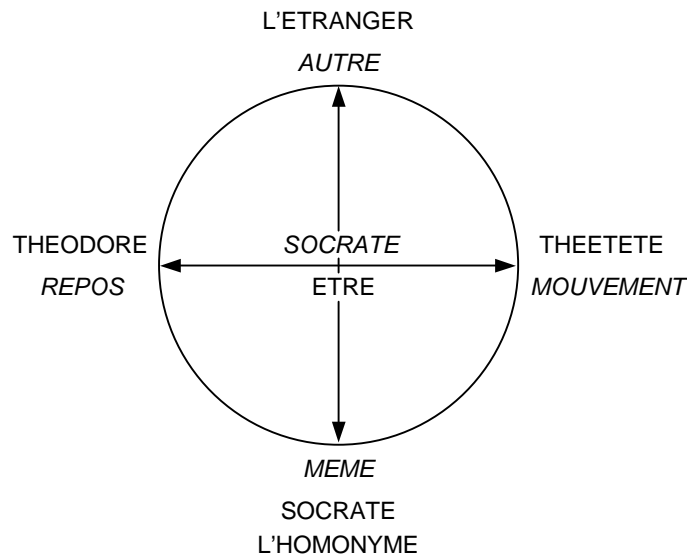 L'ETRANGER
AUTRE
THEODORE
SOCRATE
THEETETE
REPOS
ETRE
MOUVEMENT
MEME
SOCRATE
L'HOMONYME